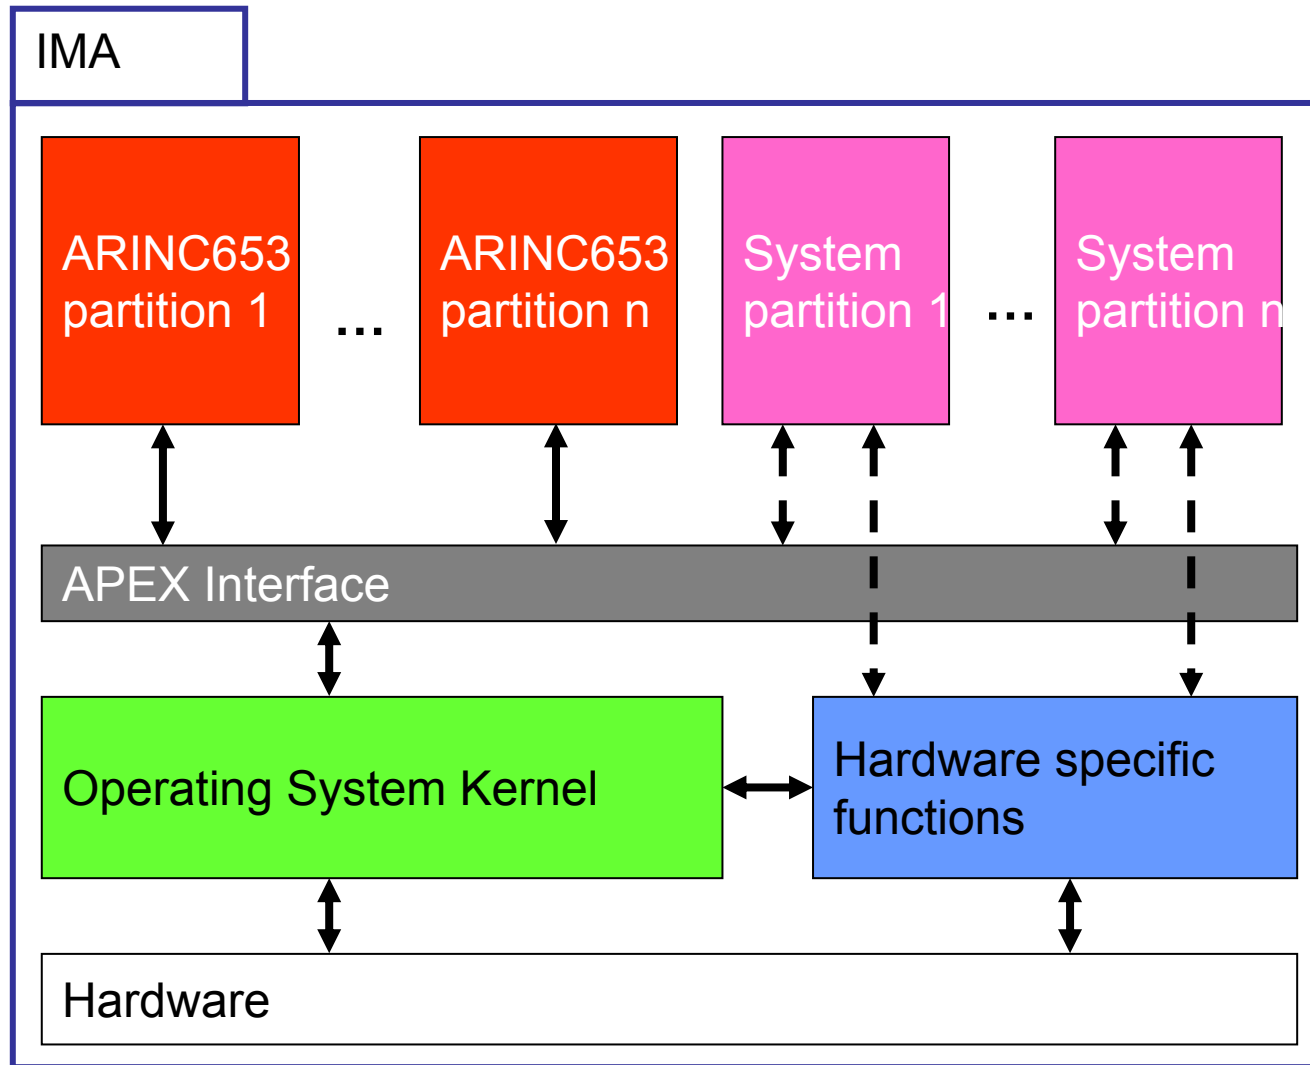 IMA
ARINC653
partition 1
...
ARINC653
partition n
System
partition 1
...
System
partition n
APEX Interface
Operating System Kernel
Hardware specific
functions
Hardware